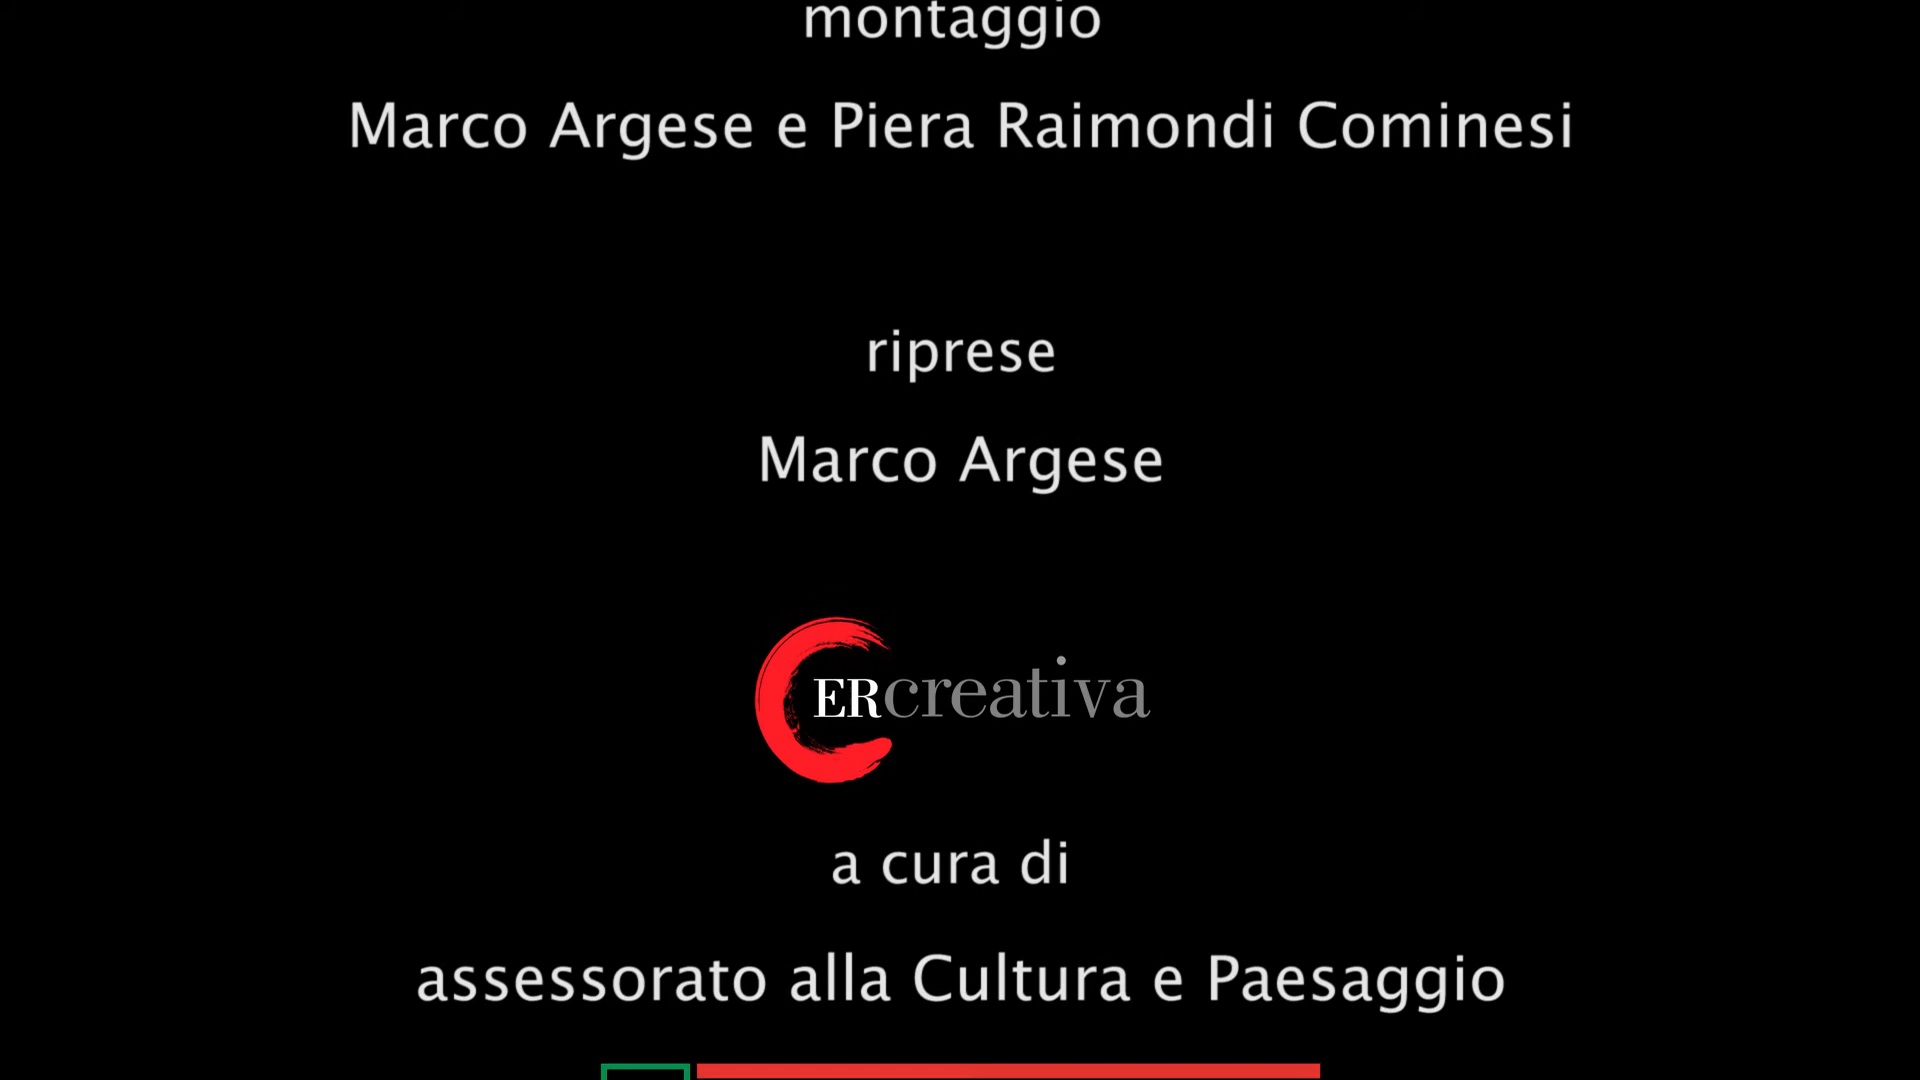 montaggio
Marco Argese e Piera Raimondi Cominesi
riprese
Marco Argese
ERcreativa
a cura di
assessorato alla Cultura e Paesaggio